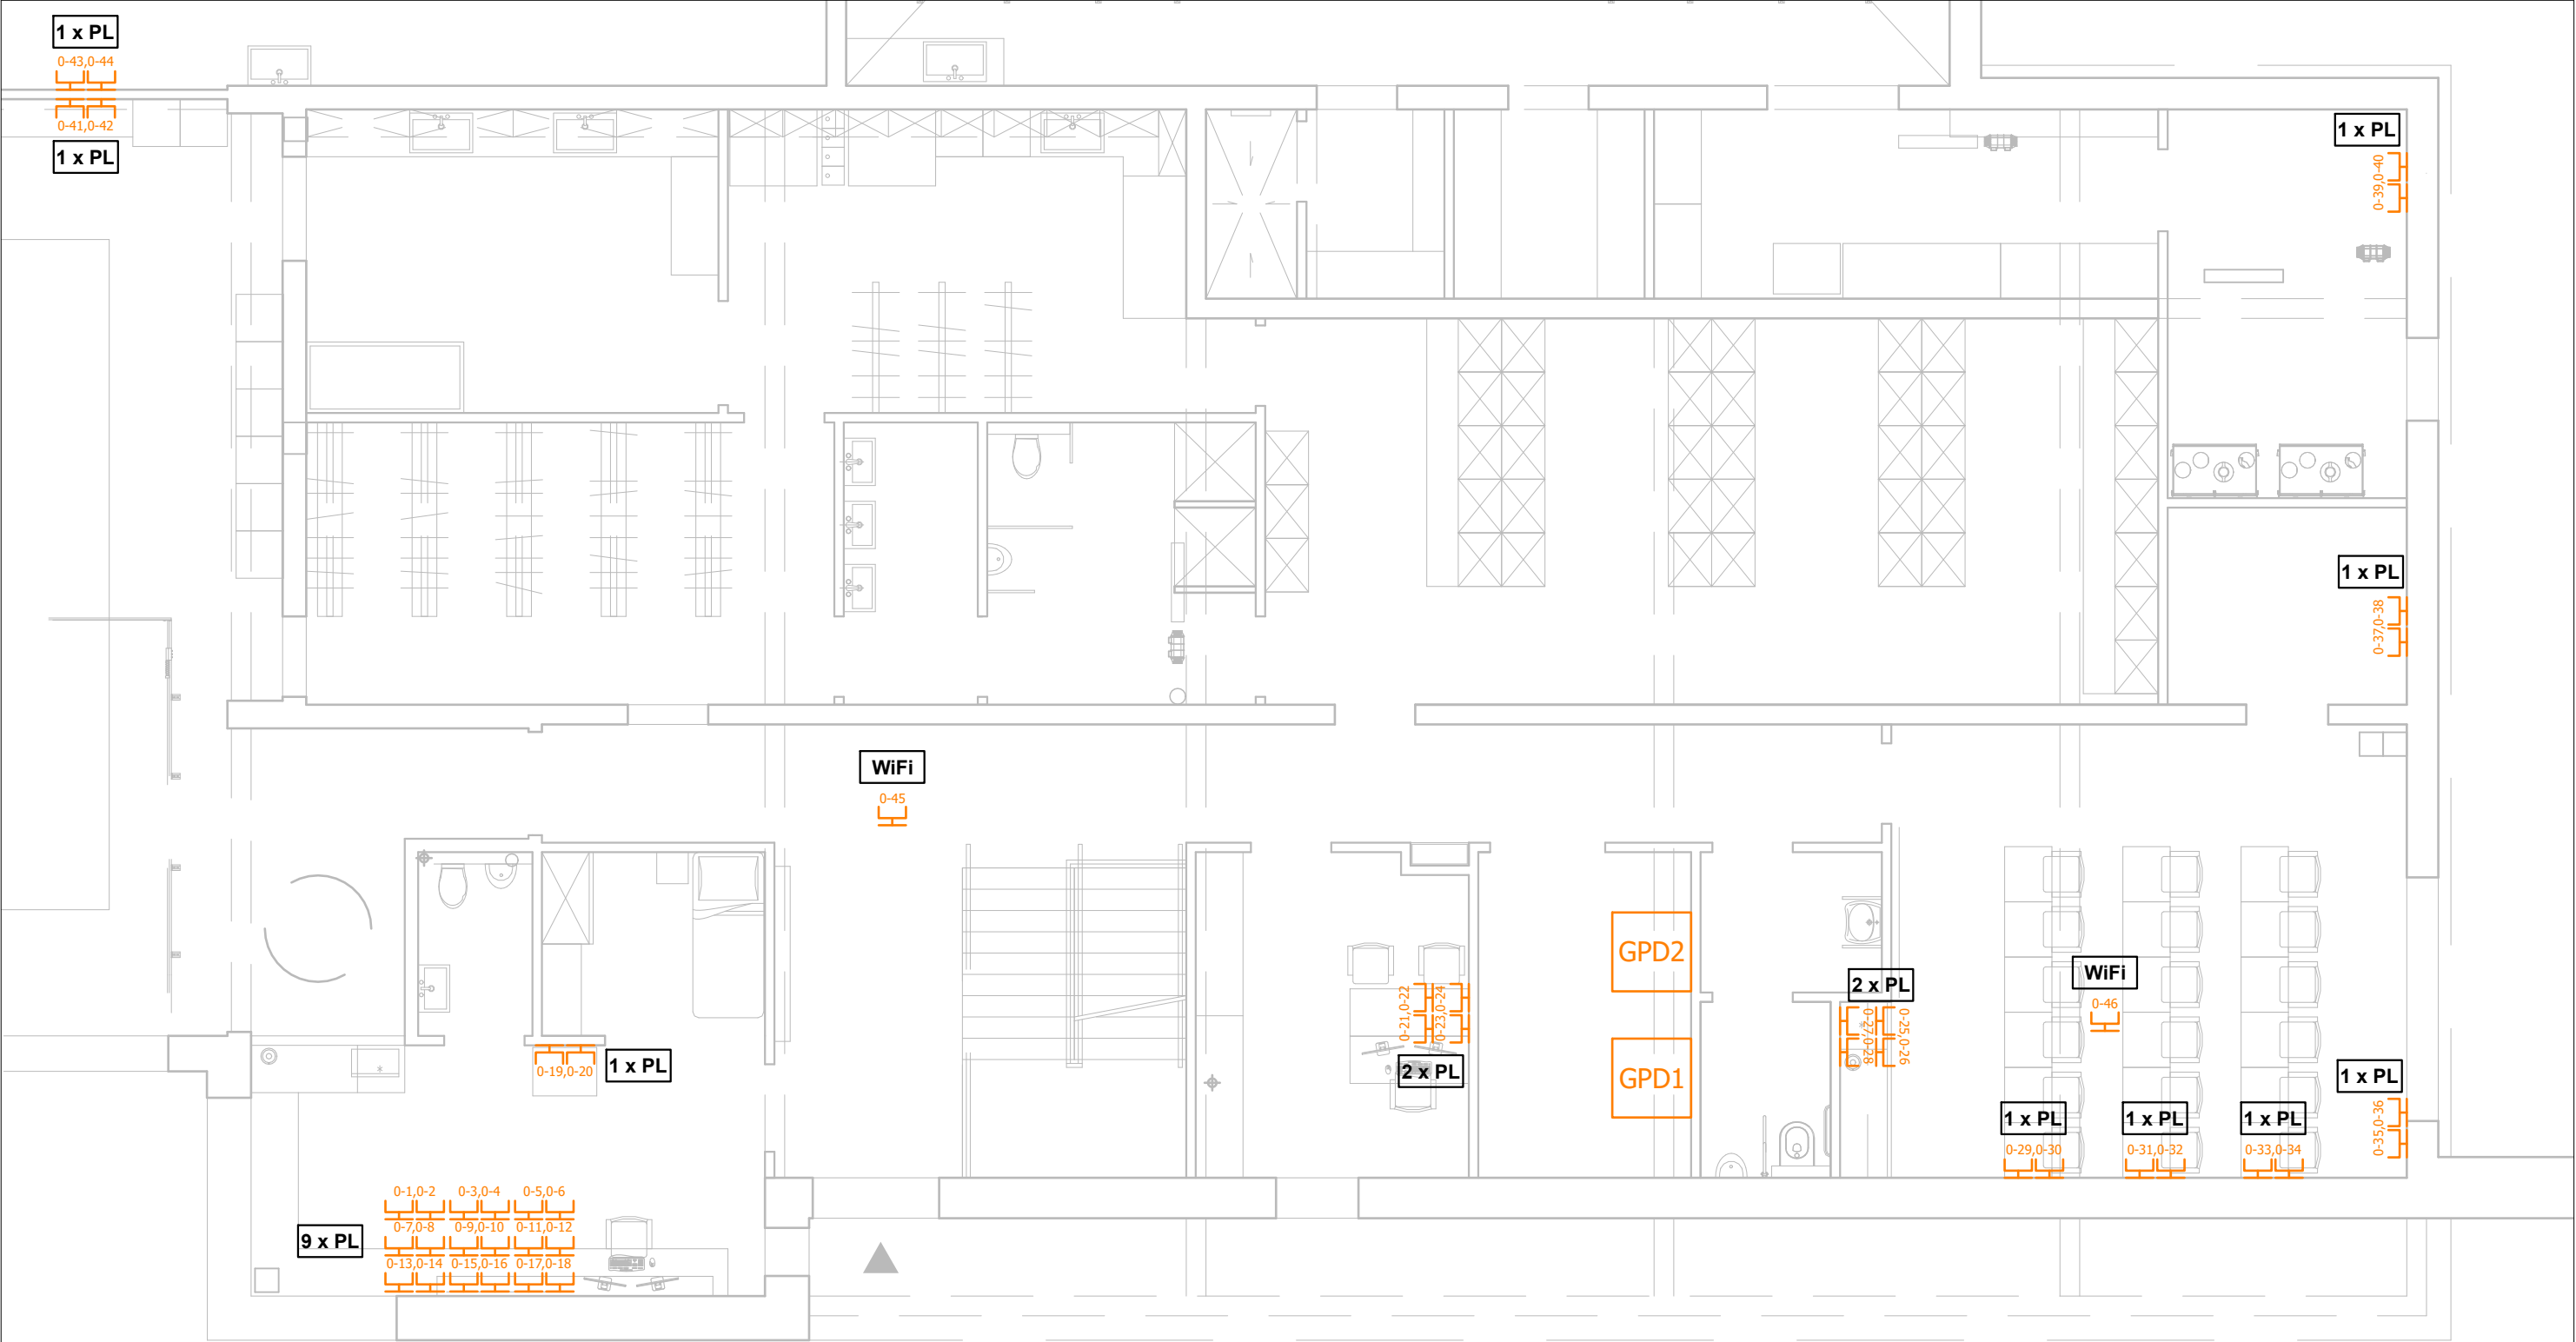 1 x PL
0-43,0-44
0-41,0-42
1 x PL
1 x PL
0-39,0-40
1 x PL
0-37,0-38
WiFi
0-45
GPD2
GPD1
0-21,0-22
0-23,0-24
2 x PL
2 x PL
0-27,0-28
0-25,0-26
WiFi
0-46
0-19,0-20
1 x PL
1 x PL
0-35,0-36
1 x PL
0-29,0-30
1 x PL
0-31,0-32
1 x PL
0-33,0-34
9 x PL
0-1,0-2
0-3,0-4
0-5,0-6
0-7,0-8
0-9,0-10
0-11,0-12
0-13,0-14
0-15,0-16
0-17,0-18